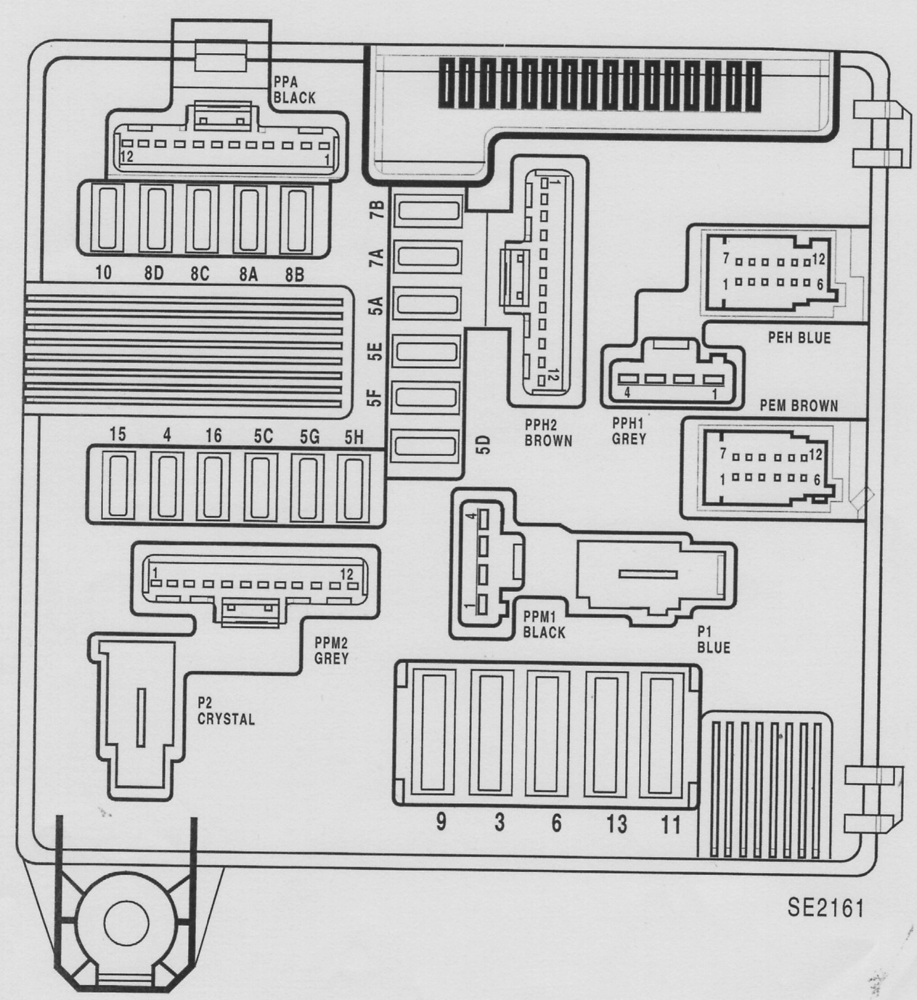 PPA
BLACK
12 1
10 8D 8C 8A 8B
7B
7A
5A
5E
5F
5D
1
12
PPH2
BROWN
7 12
1 6
PEH BLUE
4 1
PPH1
GREY
PEM BROWN
7 12
1 6
15 4 16 5C 5G 5H
1 12
PPM2
GREY
P2
CRYSTAL
4
1
PPM1
BLACK
P1
BLUE
9 3 6 13 11
SE2161